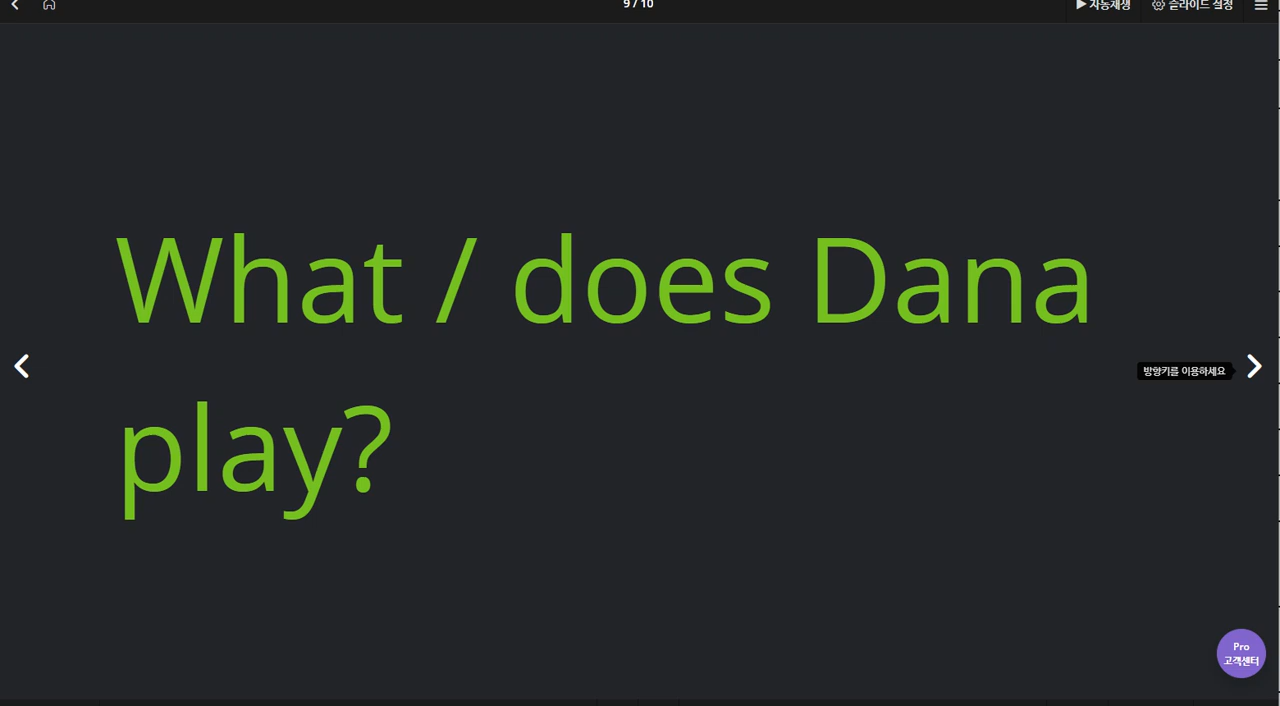 9 / 10
자동재생
슬라이드 설정
What / does Dana
play?
방향키를 이용하세요
Pro
고객센터